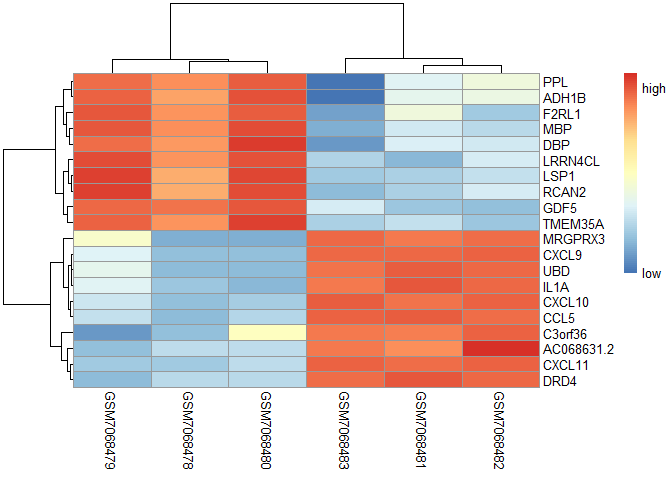 PPL
high
ADH1B
F2RL1
MBP
DBP
LRRN4CL
LSP1
RCAN2
GDF5
TMEM35A
MRGPRX3
CXCL9
UBD
low
IL1A
CXCL10
CCL5
C3orf36
AC068631.2
CXCL11
DRD4
GSM7068479
GSM7068478
GSM7068480
GSM7068483
GSM7068481
GSM7068482